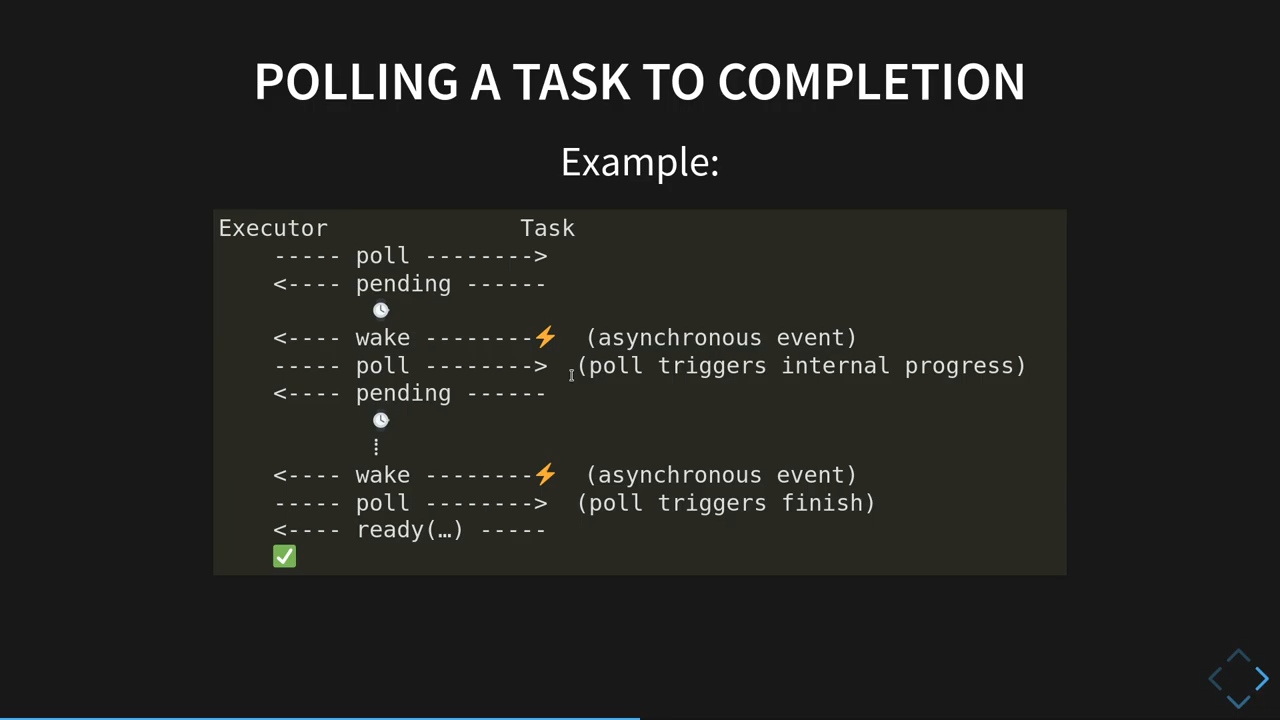 POLLING A TASK TO COMPLETION
Example:
Executor              Task
    ----- poll -------->
    <---- pending ------
           🕓
    <---- wake --------⚡  (asynchronous event)
    ----- poll -------->  (poll triggers internal progress)
    <---- pending ------
           🕓
           ⁞
    <---- wake --------⚡  (asynchronous event)
    ----- poll -------->  (poll triggers finish)
    <---- ready(…) -----
    ✅